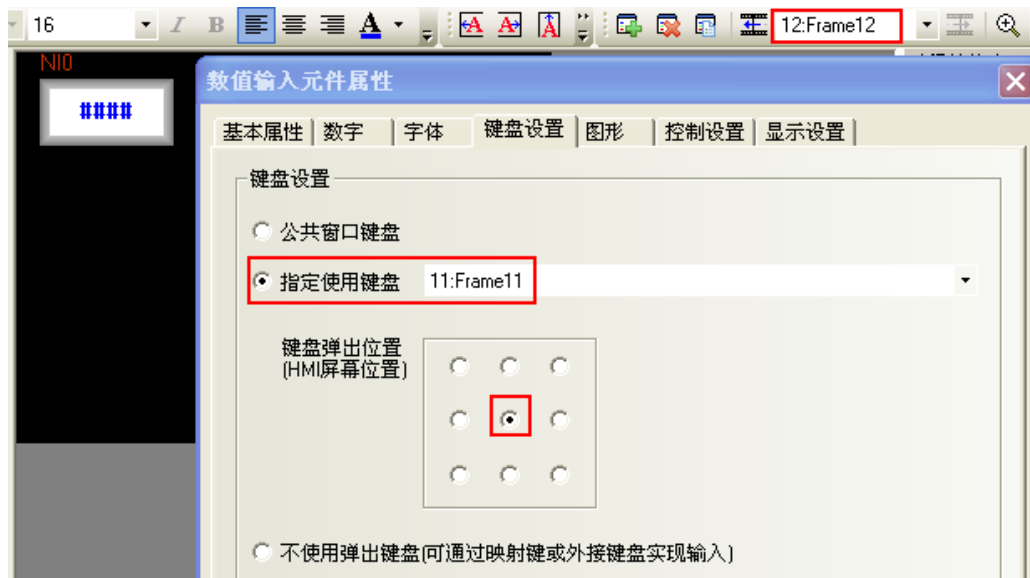 16 I B A A A A 12:Frame12
NI0
####
数值输入元件属性
基本属性 数字 字体 键盘设置 图形 控制设置 显示设置
键盘设置
公共窗口键盘
指定使用键盘 11:Frame11
键盘弹出位置
(HMI屏幕位置)
不使用弹出键盘(可通过映射键或外接键盘实现输入)